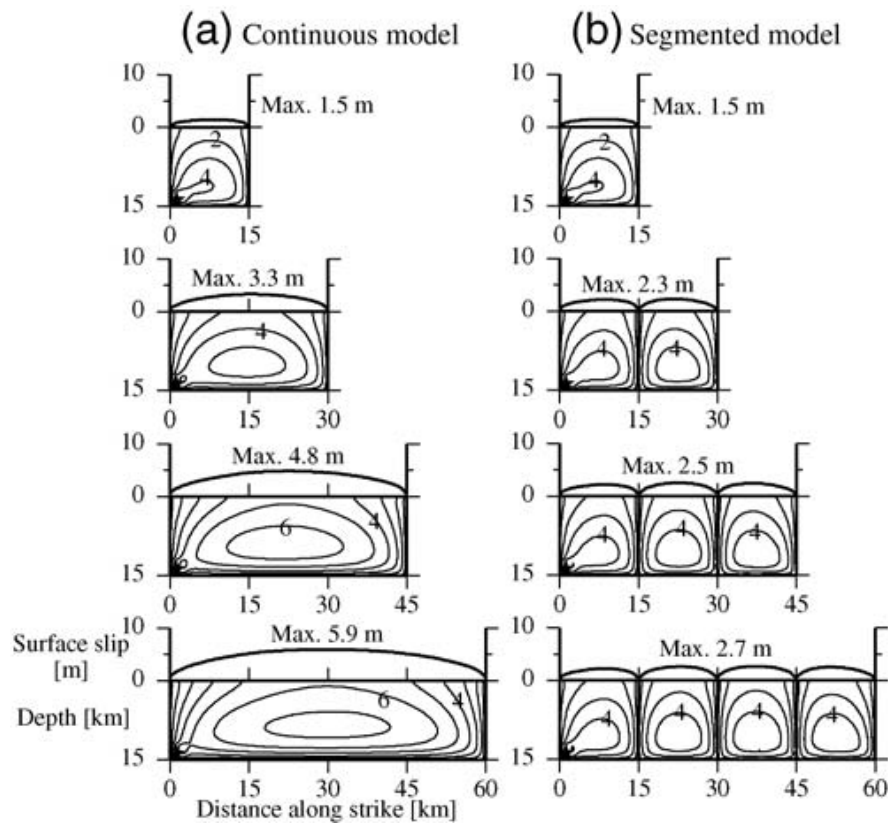 (a) Continuous model (b) Segmented model
10 10
Max. 1.5 m Max. 1.5 m
0 0
2 2
4 4
15 15
0 15 0 15
10 10
Max. 3.3 m Max. 2.3 m
0 0
4 4 4
15 15
0 15 30 0 15 30
10 10
Max. 4.8 m Max. 2.5 m
0 0
6 4 4 4 4
15 15
0 15 30 45 0 15 30 45
10 10
Surface slip Max. 5.9 m Max. 2.7 m
[m]
0 0
6 4 4 4 4 4
Depth [km]
15 15
0 15 30 45 60 0 15 30 45 60
Distance along strike [km]